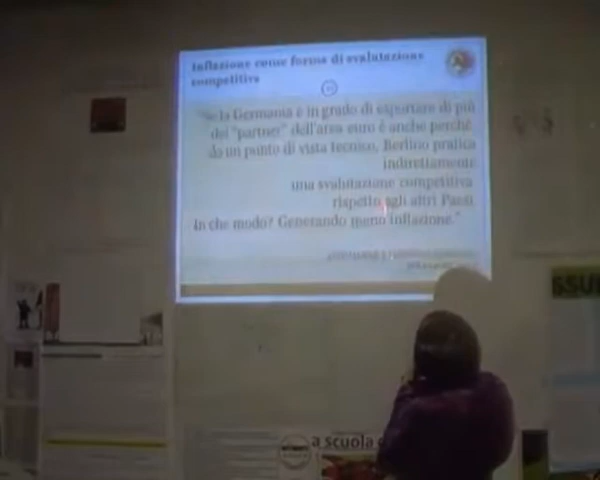 Inflazione come forma di svalutazione
competitiva
"se la Germania è in grado di esportare di più
dei "partner" dell'area euro è anche perché,
da un punto di vista tecnico, Berlino pratica
indirettamente
una svalutazione competitiva
rispetto agli altri Paesi
In che modo? Generando meno inflazione."
a scuola